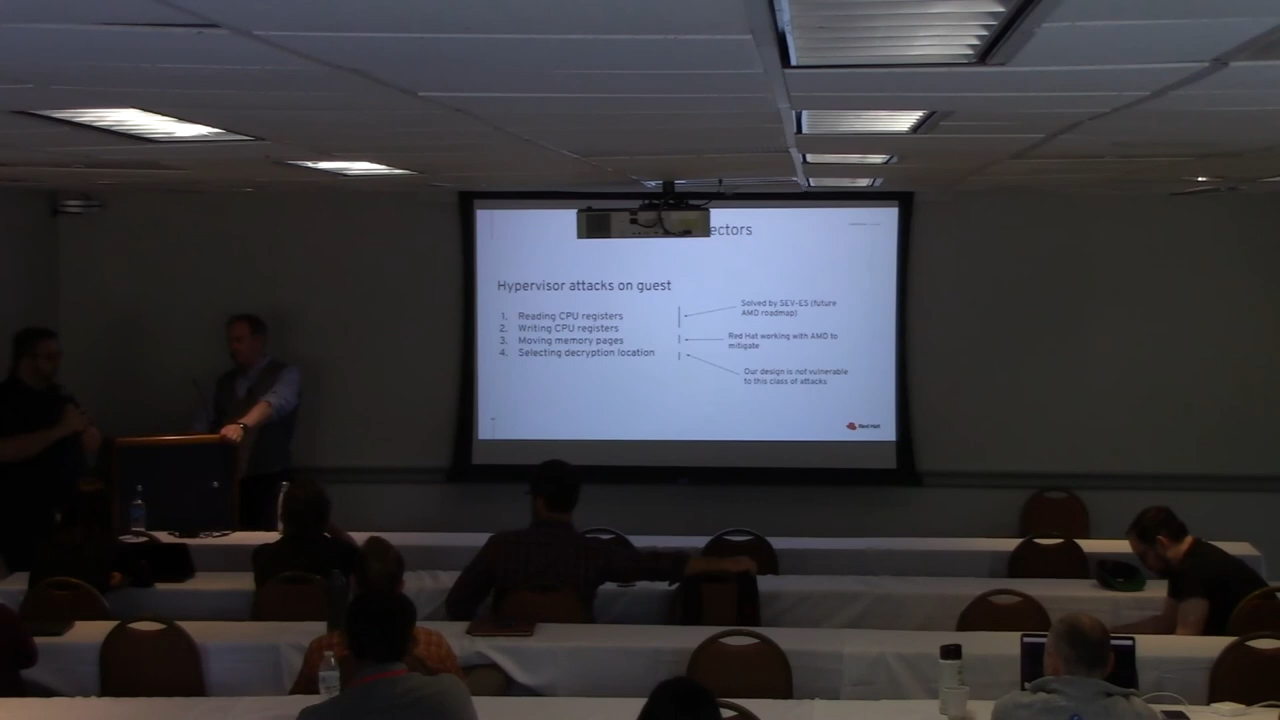 ectors
Hypervisor attacks on guest
1. Reading CPU registers
2. Writing CPU registers
3. Moving memory pages
4. Selecting decryption location
Solved by SEV-ES (future
AMD roadmap)
Red Hat working with AMD to
mitigate
Our design is not vulnerable
to this class of attacks
Red Hat